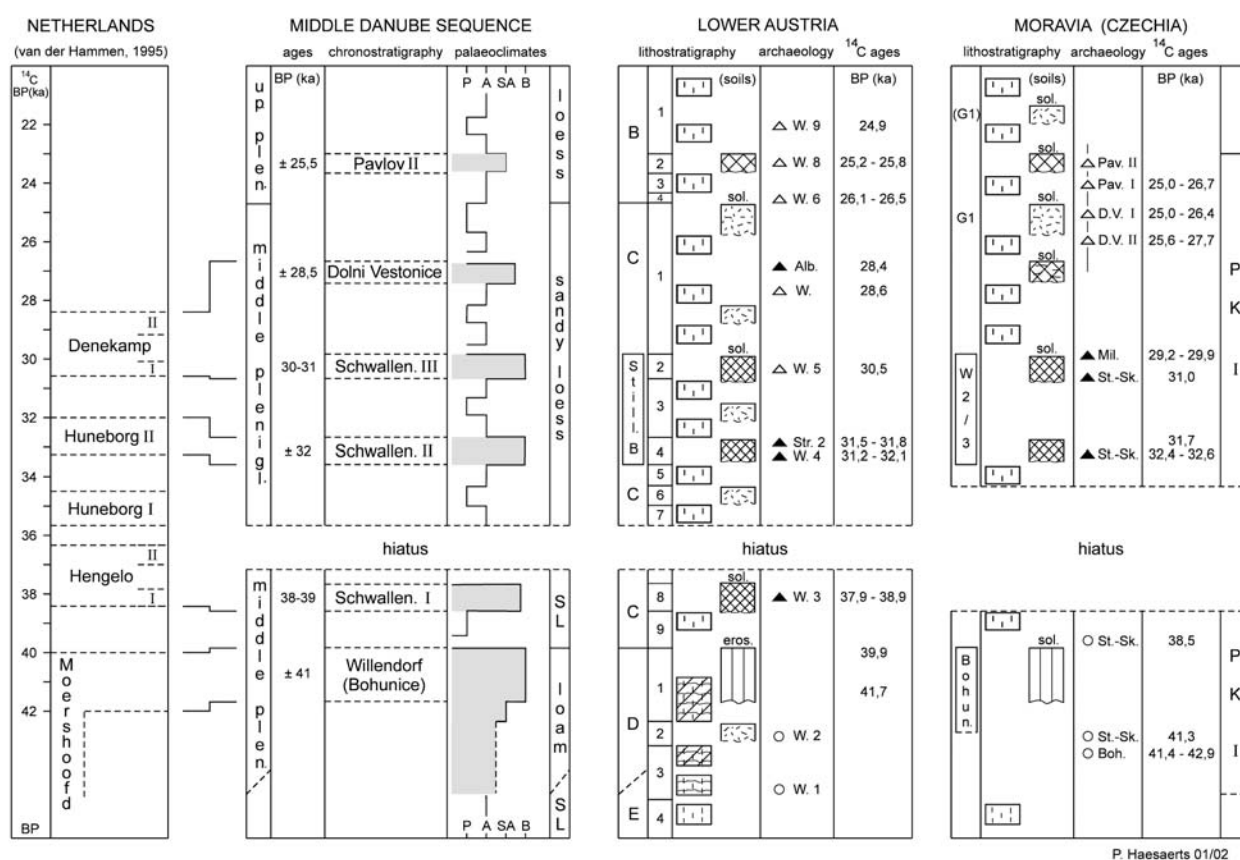 NETHERLANDS
(van der Hammen, 1995)
14C
BP(ka)
22
24
26
28
II
Denekamp
30
I
32
Huneborg II
34
Huneborg I
36
II
Hengelo
38
I
40
Moershoofd
42
BP
MIDDLE DANUBE SEQUENCE
ages chronostratigraphy palaeoclimates
BP (ka) P A SA B
up plen.
loess
± 25,5 Pavlov II
middle plenigl.
sandy loess
± 28,5 Dolni Vestonice
30-31 Schwallen. III
± 32 Schwallen. II
hiatus
middle plen.
38-39 Schwallen. I
SL
± 41 Willendorf
(Bohunice)
loam
SL
P A SA B
LOWER AUSTRIA
lithostratigraphy archaeology 14C ages
(soils) BP (ka)
B
1
W. 9 24,9
2 W. 8 25,2 - 25,8
3
4 sol. W. 6 26,1 - 26,5
C
1
Alb. 28,4
W. 28,6
Still. B
sol.
2 W. 5 30,5
3
Str. 2 31,5 - 31,8
4 W. 4 31,2 - 32,1
5
C 6
7
hiatus
sol.
C 8 W. 3 37,9 - 38,9
9
eros.
39,9
1
41,7
D
2 W. 2
3
W. 1
E 4
MORAVIA (CZECHIA)
lithostratigraphy archaeology 14C ages
(soils) BP (ka)
sol.
(G1)
sol.
Pav. II
Pav. I 25,0 - 26,7
sol.
G1 D.V. I 25,0 - 26,4
D.V. II 25,6 - 27,7
sol.
P
K
I
W2/3
sol.
Mil. 29,2 - 29,9
St.-Sk. 31,0
31,7
St.-Sk. 32,4 - 32,6
hiatus
Bohun.
sol.
St.-Sk. 38,5
P
K
I
St.-Sk. 41,3
Boh. 41,4 - 42,9
P. Haesaerts 01/02